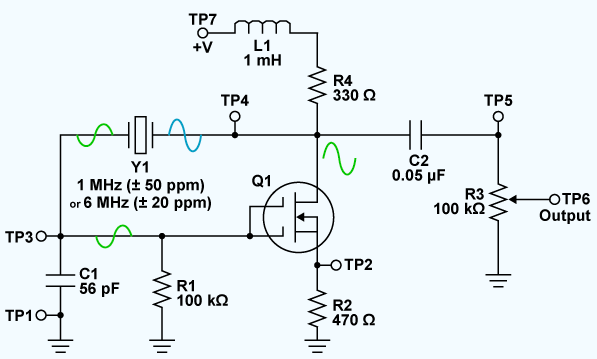 TP7
+V
L1
1 mH
R4
330 Ω
TP4
TP5
Y1
1 MHz (± 50 ppm)
or 6 MHz (± 20 ppm)
C2
0.05 µF
Q1
R3
100 kΩ
TP6
Output
TP3
C1
56 pF
R1
100 kΩ
TP2
TP1
R2
470 Ω